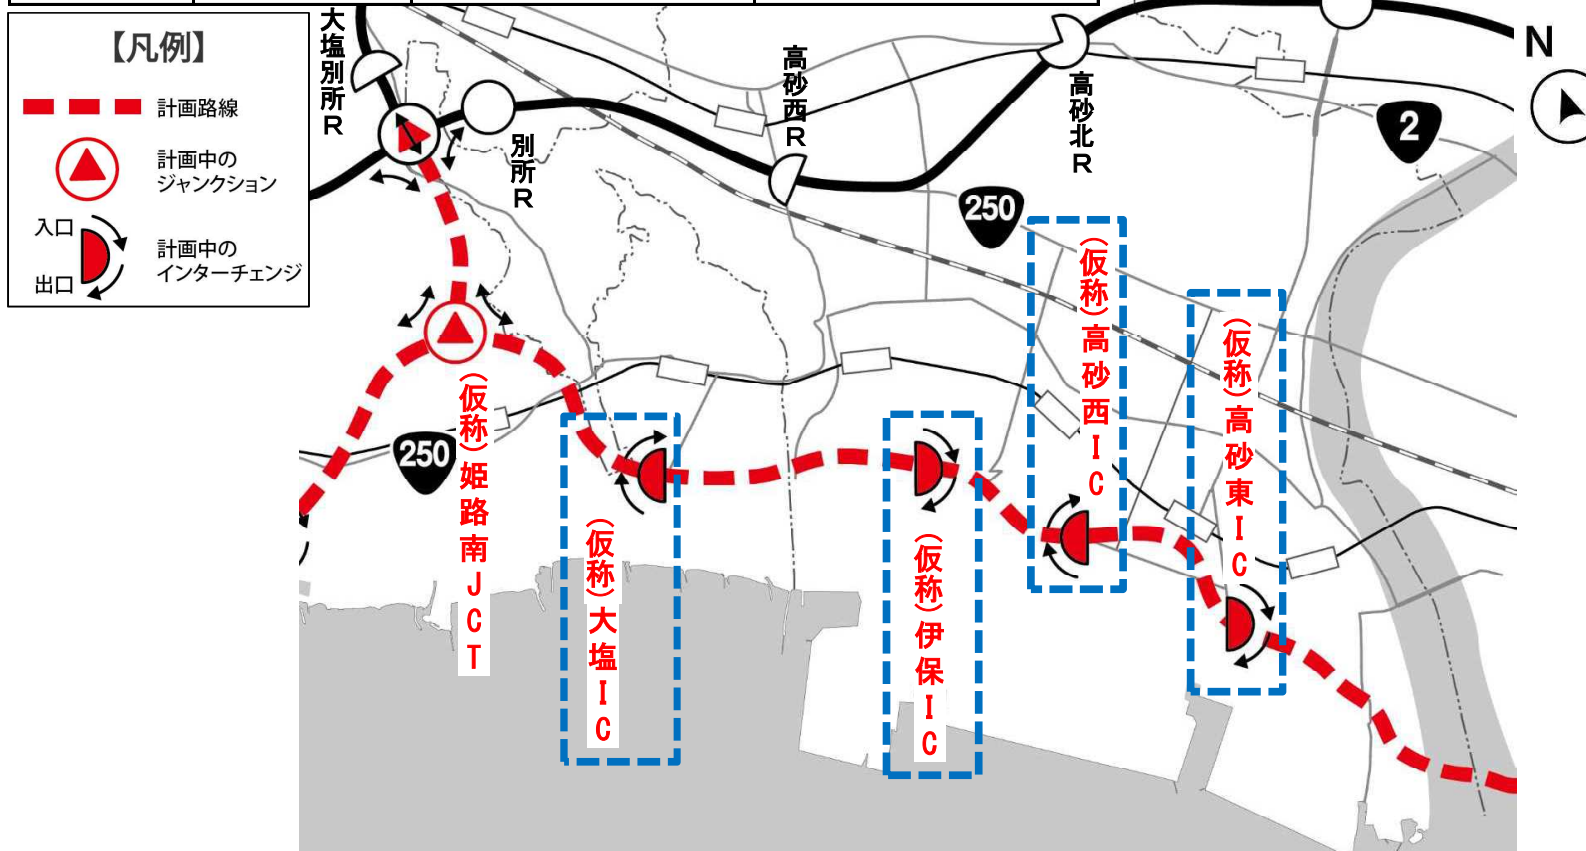 【凡例】
計画路線
計画中の
ジャンクション
入口
出口
計画中の
インターチェンジ
大塩別所R
別所R
高砂西R
高砂北R
N
2
250
250
(仮称)姫路南JCT
(仮称)大塩IC
(仮称)伊保IC
(仮称)高砂西IC
(仮称)高砂東IC